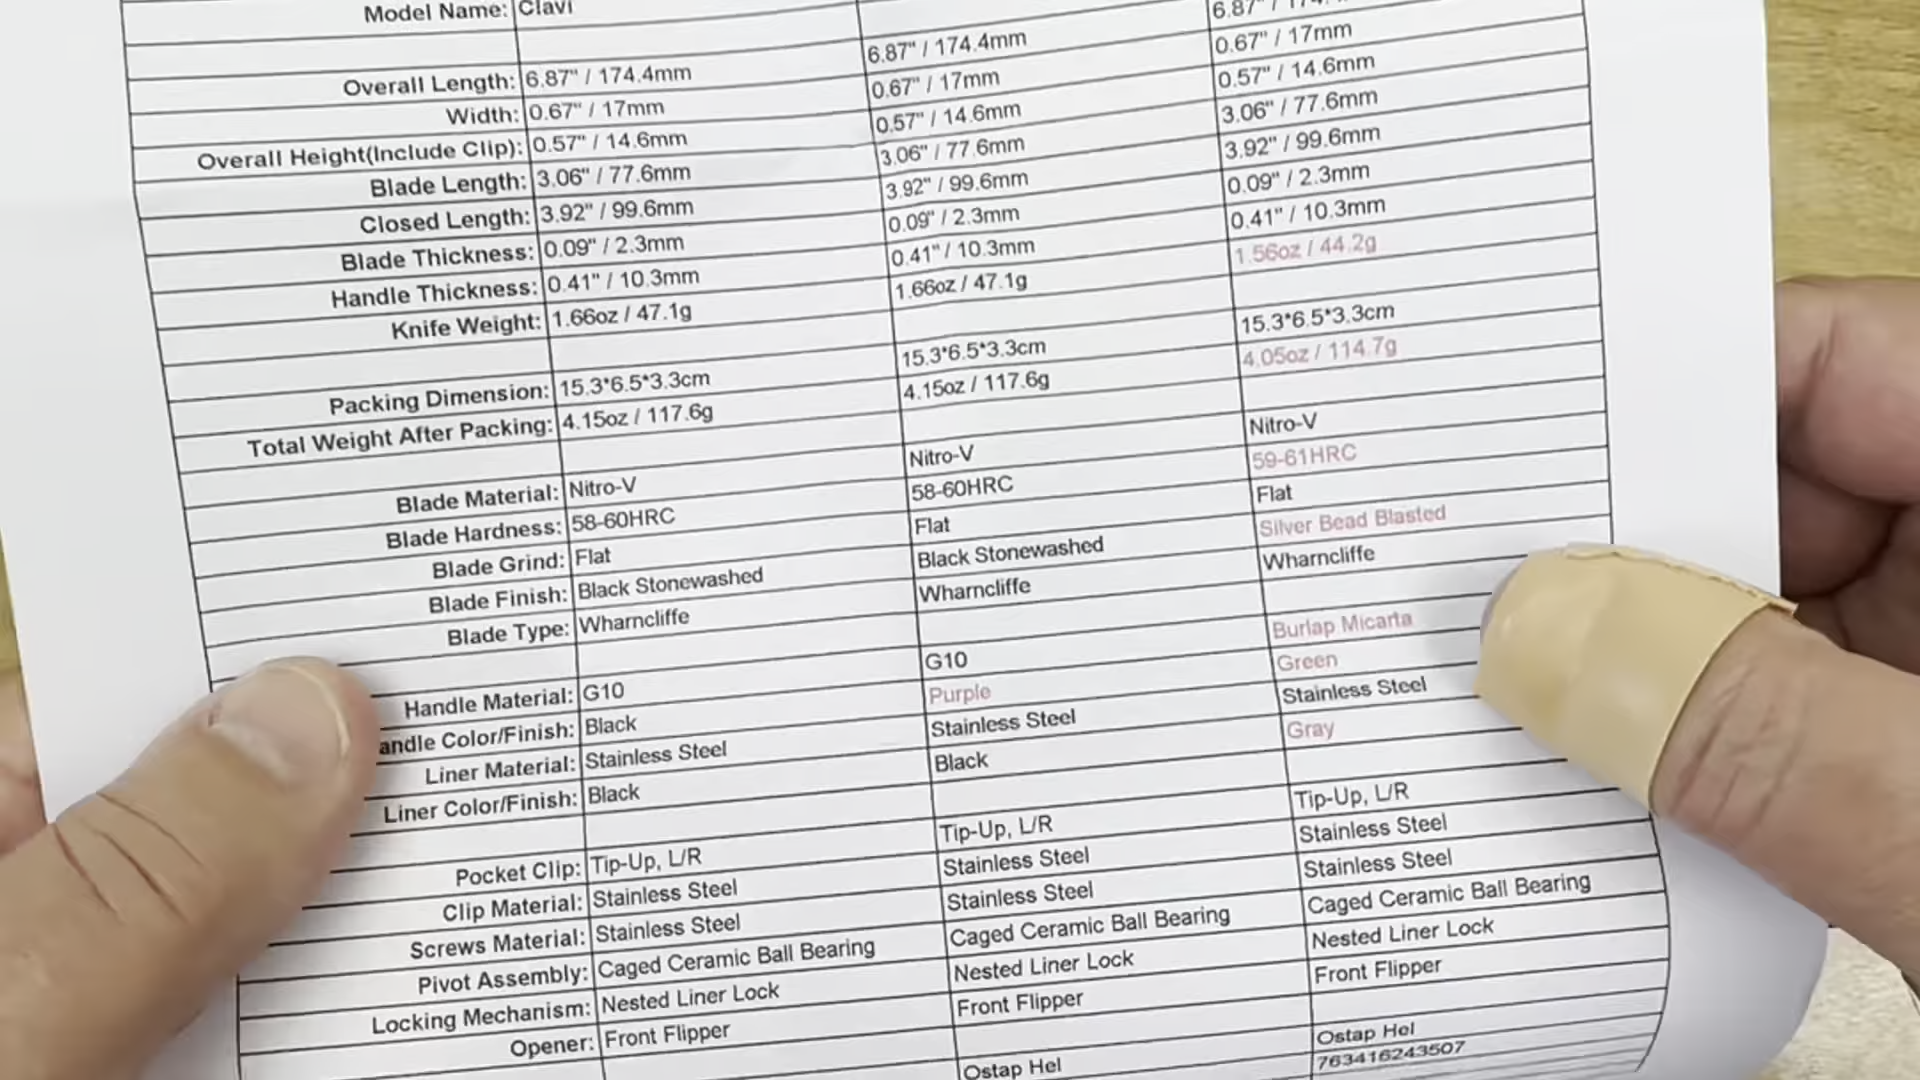 Model Name: Clavi
Overall Length: 6.87" / 174.4mm 6.87" / 174.4mm 6.87" /
Width: 0.67" / 17mm 0.67" / 17mm 0.67" / 17mm
Overall Height(Include Clip): 0.57" / 14.6mm 0.57" / 14.6mm 0.57" / 14.6mm
Blade Length: 3.06" / 77.6mm 3.06" / 77.6mm 3.06" / 77.6mm
Closed Length: 3.92" / 99.6mm 3.92" / 99.6mm 3.92" / 99.6mm
Blade Thickness: 0.09" / 2.3mm 0.09" / 2.3mm 0.09" / 2.3mm
Handle Thickness: 0.41" / 10.3mm 0.41" / 10.3mm 0.41" / 10.3mm
Knife Weight: 1.66oz / 47.1g 1.66oz / 47.1g 1.56oz / 44.2g
Packing Dimension: 15.3*6.5*3.3cm 15.3*6.5*3.3cm 15.3*6.5*3.3cm
Total Weight After Packing: 4.15oz / 117.6g 4.15oz / 117.6g 4.05oz / 114.7g
Blade Material: Nitro-V Nitro-V Nitro-V
Blade Hardness: 58-60HRC 58-60HRC 59-61HRC
Blade Grind: Flat Flat Flat
Blade Finish: Black Stonewashed Black Stonewashed Silver Bead Blasted
Blade Type: Wharncliffe Wharncliffe Wharncliffe
Handle Material: G10 G10 Burlap Micarta
andle Color/Finish: Black Purple Green
Liner Material: Stainless Steel Stainless Steel Stainless Steel
Liner Color/Finish: Black Black Gray
Pocket Clip: Tip-Up, L/R Tip-Up, L/R Tip-Up, L/R
Clip Material: Stainless Steel Stainless Steel Stainless Steel
Screws Material: Stainless Steel Stainless Steel Stainless Steel
Pivot Assembly: Caged Ceramic Ball Bearing Caged Ceramic Ball Bearing Caged Ceramic Ball Bearing
Locking Mechanism: Nested Liner Lock Nested Liner Lock Nested Liner Lock
Opener: Front Flipper Front Flipper Front Flipper
Ostap Hel Ostap Hel
763416243507